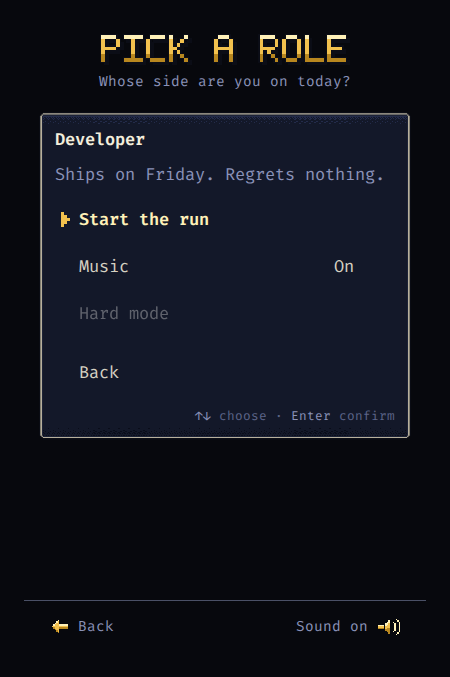 PICK A ROLE
Whose side are you on today?
Developer
Ships on Friday. Regrets nothing.
Start the run
Music On
Hard mode
Back
↑↓ choose · Enter confirm
Back Sound on